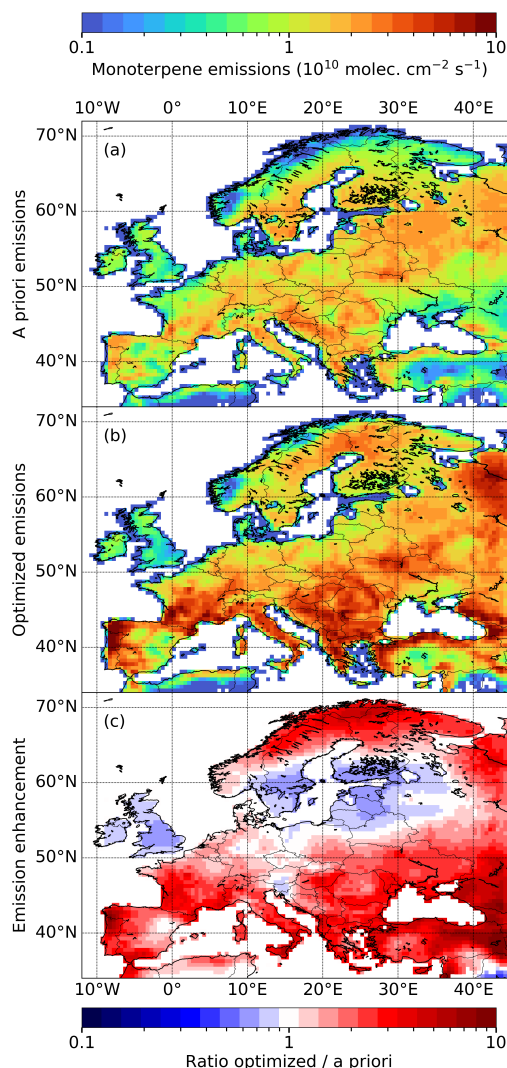 0.1 1 10
Monoterpene emissions (10¹⁰ molec. cm⁻² s⁻¹)
10°W 0° 10°E 20°E 30°E 40°E
70°N
(a)
60°N
50°N
40°N
A priori emissions
70°N
(b)
60°N
50°N
40°N
Optimized emissions
70°N
(c)
60°N
50°N
40°N
Emission enhancement
10°W 0° 10°E 20°E 30°E 40°E
0.1 1 10
Ratio optimized / a priori